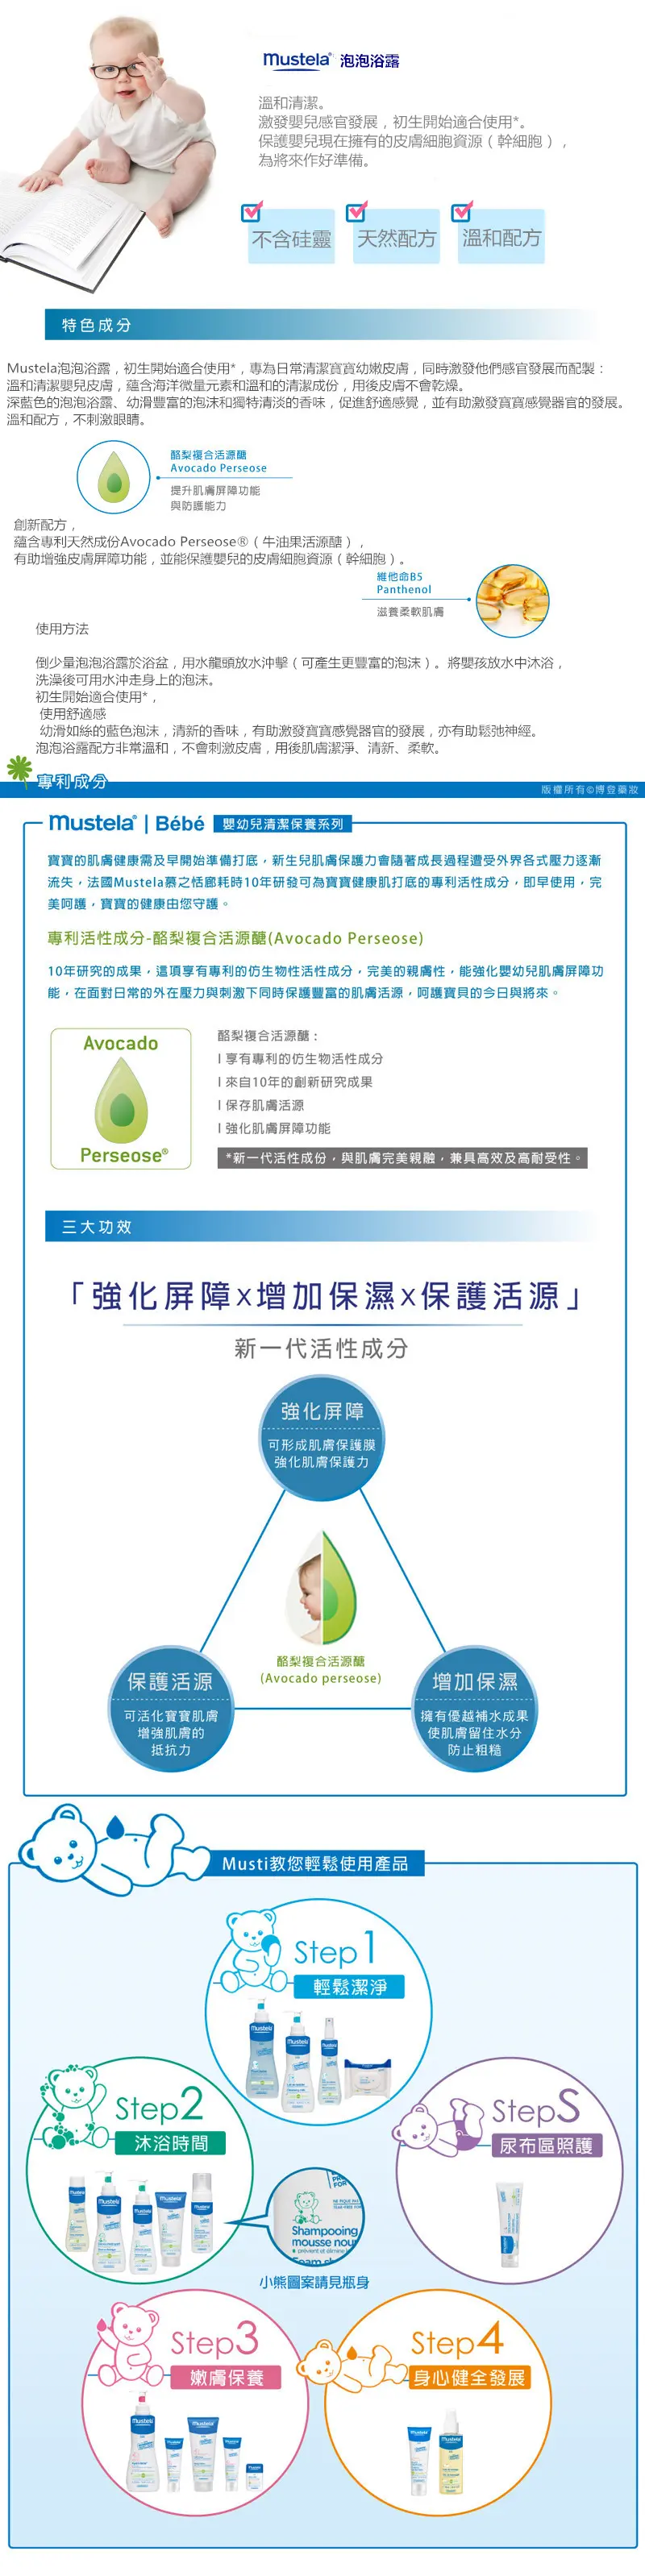 mustela® 泡泡浴露
溫和清潔。
激發嬰兒感官發展，初生開始適合使用*。
保護嬰兒現在擁有的皮膚細胞資源（幹細胞），
為將來作好準備。
不含硅靈 天然配方 溫和配方
特色成分
Mustela泡泡浴露，初生開始適合使用*，專為日常清潔寶寶幼嫩皮膚，同時激發他們感官發展而配製：
溫和清潔嬰兒皮膚，蘊含海洋微量元素和溫和的清潔成份，用後皮膚不會乾燥。
深藍色的泡泡浴露、幼滑豐富的泡沫和獨特清淡的香味，促進舒適感覺，並有助激發寶寶感覺器官的發展。
溫和配方，不刺激眼睛。
酪梨複合活源醣
Avocado Perseose
提升肌膚屏障功能
與防護能力
創新配方，
蘊含專利天然成份Avocado Perseose®（牛油果活源醣），
有助增強皮膚屏障功能，並能保護嬰兒的皮膚細胞資源（幹細胞）。
維他命B5
Panthenol
滋養柔軟肌膚
使用方法
倒少量泡泡浴露於浴盆，用水龍頭放水沖擊（可產生更豐富的泡沫）。將嬰孩放水中沐浴，
洗澡後可用水沖走身上的泡沫。
初生開始適合使用*，
使用舒適感
幼滑如絲的藍色泡沫，清新的香味，有助激發寶寶感覺器官的發展，亦有助鬆弛神經。
泡泡浴露配方非常溫和，不會刺激皮膚，用後肌膚潔淨、清新、柔軟。
專利成分
版權所有©博登藥妝
mustela® | Bébé 嬰幼兒清潔保養系列
寶寶的肌膚健康需及早開始準備打底，新生兒肌膚保護力會隨著成長過程遭受外界各式壓力逐漸
流失，法國Mustela慕之恬廊耗時10年研發可為寶寶健康肌打底的專利活性成分，即早使用，完
美呵護，寶寶的健康由您守護。
專利活性成分-酪梨複合活源醣(Avocado Perseose)
10年研究的成果，這項享有專利的仿生物性活性成分，完美的親膚性，能強化嬰幼兒肌膚屏障功
能，在面對日常的外在壓力與刺激下同時保護豐富的肌膚活源，呵護寶貝的今日與將來。
Avocado
Perseose®
酪梨複合活源醣：
l 享有專利的仿生物活性成分
l 來自10年的創新研究成果
l 保存肌膚活源
l 強化肌膚屏障功能
*新一代活性成份，與肌膚完美親融，兼具高效及高耐受性。
三大功效
「強化屏障x增加保濕x保護活源」
新一代活性成分
強化屏障
可形成肌膚保護膜
強化肌膚保護力
酪梨複合活源醣
(Avocado perseose)
保護活源
可活化寶寶肌膚
增強肌膚的
抵抗力
增加保濕
擁有優越補水成果
使肌膚留住水分
防止粗糙
Musti教您輕鬆使用產品
Step1
輕鬆潔淨
Step2
沐浴時間
StepS
尿布區照護
Shampooing
mousse nou
小熊圖案請見瓶身
Step3
嫩膚保養
Step4
身心健全發展